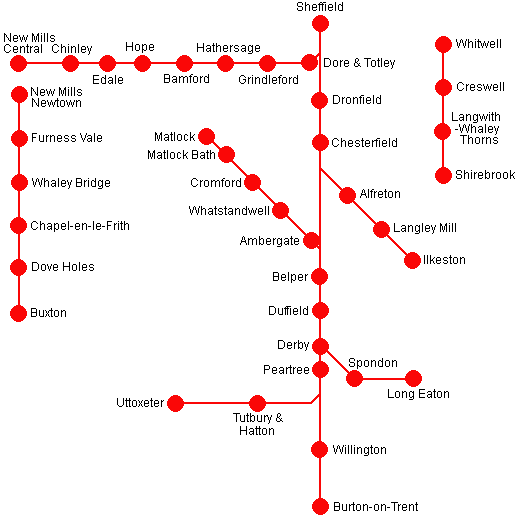 Sheffield
New Mills
Central
Chinley
Edale
Hope
Bamford
Hathersage
Grindleford
Dore & Totley
Whitwell
New Mills
Newtown
Furness Vale
Whaley Bridge
Chapel-en-le-Frith
Dove Holes
Buxton
Dronfield
Chesterfield
Creswell
Langwith
-Whaley
Thorns
Shirebrook
Matlock
Matlock Bath
Cromford
Whatstandwell
Ambergate
Alfreton
Langley Mill
Ilkeston
Belper
Duffield
Derby
Peartree
Spondon
Long Eaton
Uttoxeter
Tutbury &
Hatton
Willington
Burton-on-Trent